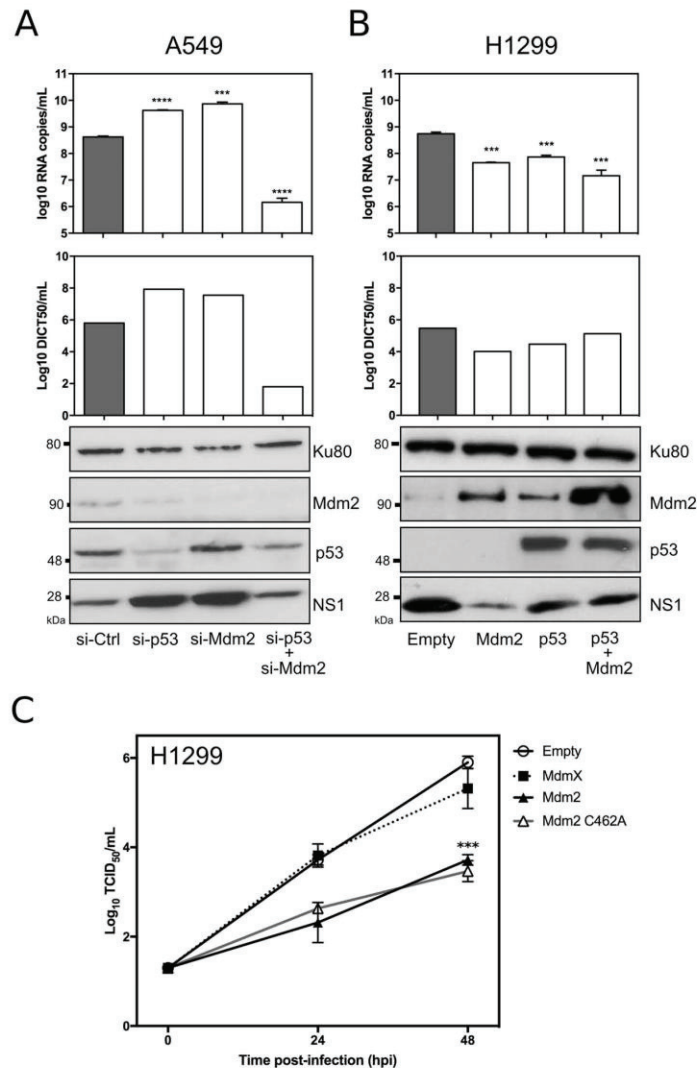 A
A549
log10 RNA copies/mL
11
10
9
8
7
6
5
****
***
****
Log10 DICT50/mL
10
8
6
4
2
0
80
Ku80
90
Mdm2
48
p53
28
NS1
kDa
si-Ctrl si-p53 si-Mdm2 si-p53
+
si-Mdm2
B
H1299
log10 RNA copies/mL
11
10
9
8
7
6
5
***
***
***
Log10 DICT50/mL
10
8
6
4
2
0
80
Ku80
90
Mdm2
48
p53
28
NS1
kDa
Empty Mdm2 p53 p53
+
Mdm2
C
H1299
Log10 TCID50/mL
6
4
2
0
***
0 24 48
Time post-infection (hpi)
Empty
MdmX
Mdm2
Mdm2 C462A